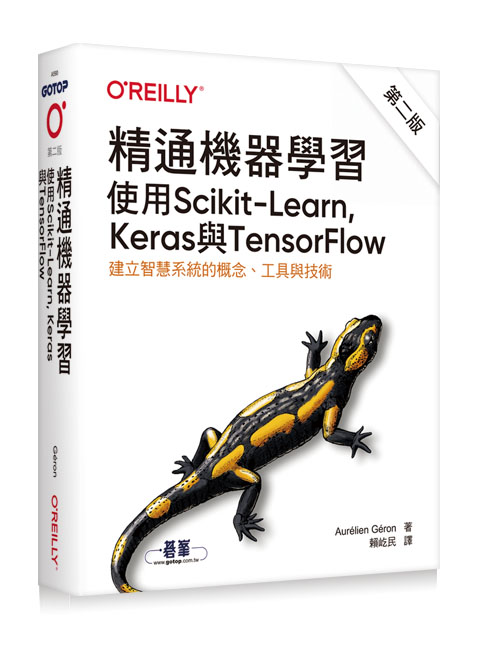 O'REILLY®
第二版
精通機器學習
使用Scikit-Learn,
Keras與TensorFlow
建立智慧系統的概念、工具與技術
Aurélien Géron 著
賴屹民 譯
碁峯
www.gotop.com.tw
GOTOP
第二版
精通機器學習
使用Scikit-Learn, Keras
與TensorFlow
Géron
O'REILLY®